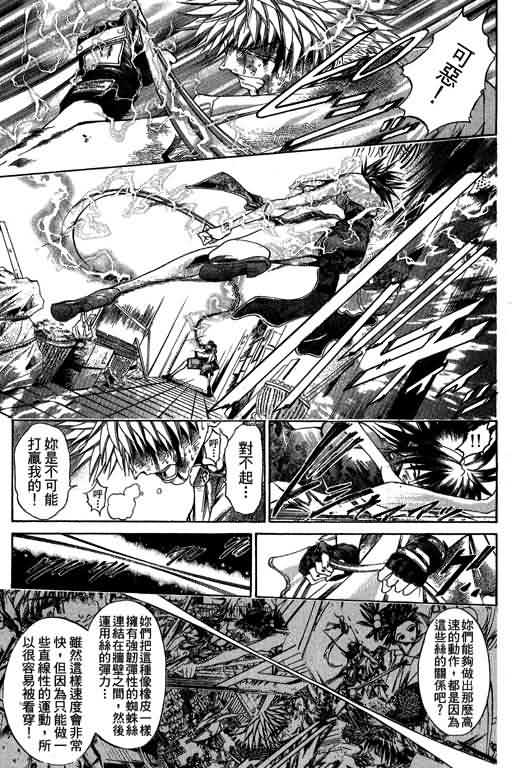 可惡！
!!
對不起…
呼…
呼…
妳是不可能
打贏我的！
妳們能夠做出那麼高
速的動作，都是因為
這些絲的關係吧？
妳們把這種像橡皮一樣
擁有強韌彈性的蜘蛛絲
連結在牆壁之間，然後
運用絲的彈力…
雖然這樣速度會非常
快，但因為只能做一
些直線性的運動，所
以很容易被看穿！